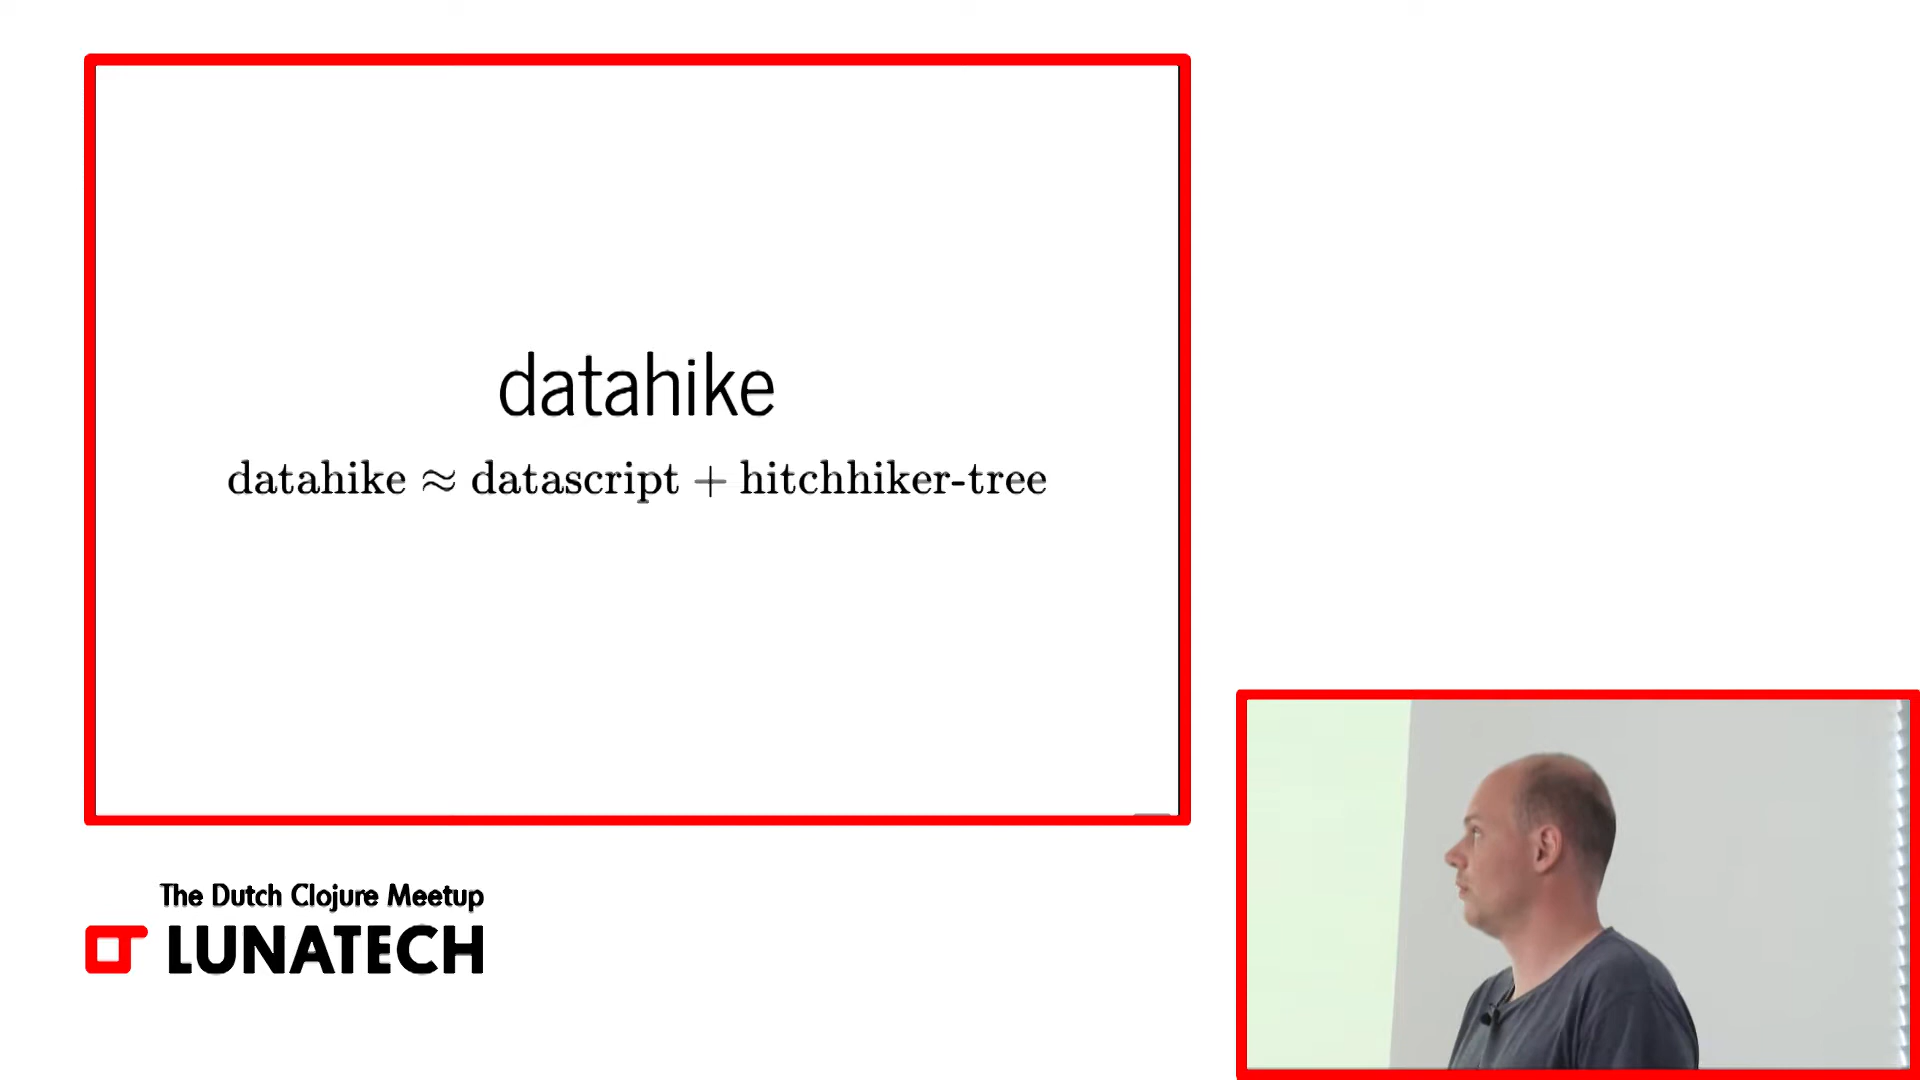 datahike
datahike ≈ datascript + hitchhiker-tree
The Dutch Clojure Meetup
LUNATECH